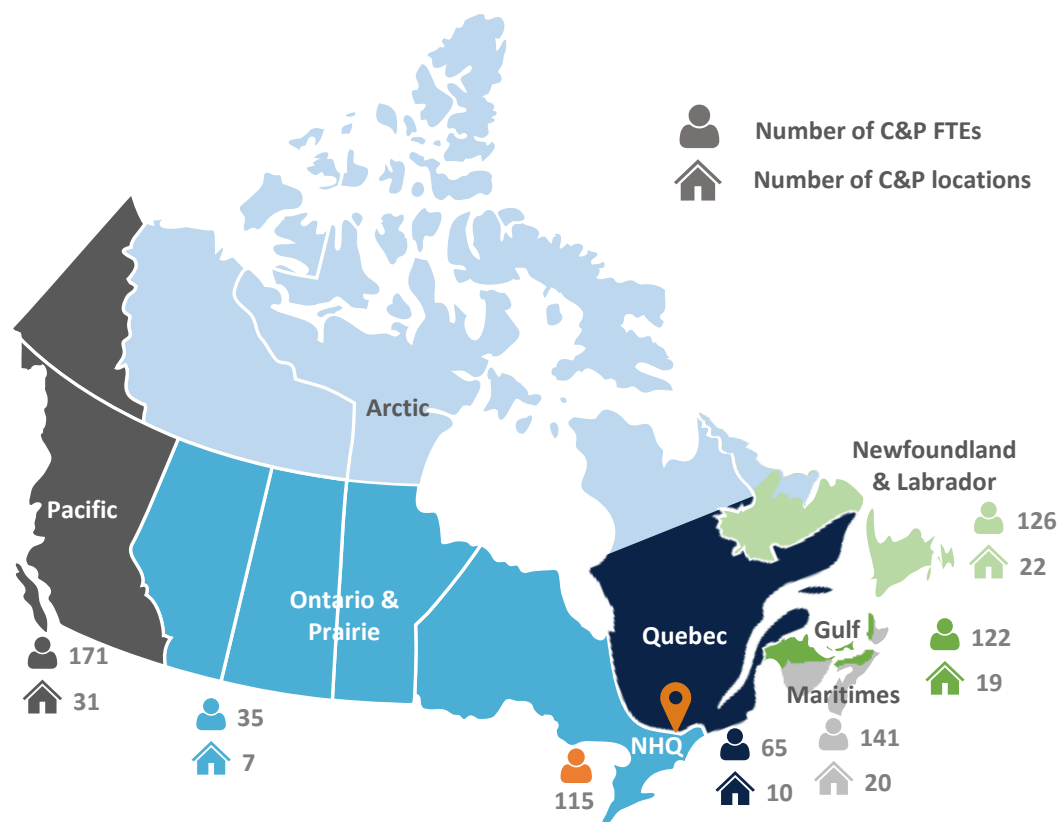 Number of C&P FTEs
Number of C&P locations
Arctic
Newfoundland
& Labrador
126
22
Pacific
171
31
Ontario &
Prairie
35
7
Quebec
Gulf
122
19
Maritimes
141
20
NHQ
115
65
10